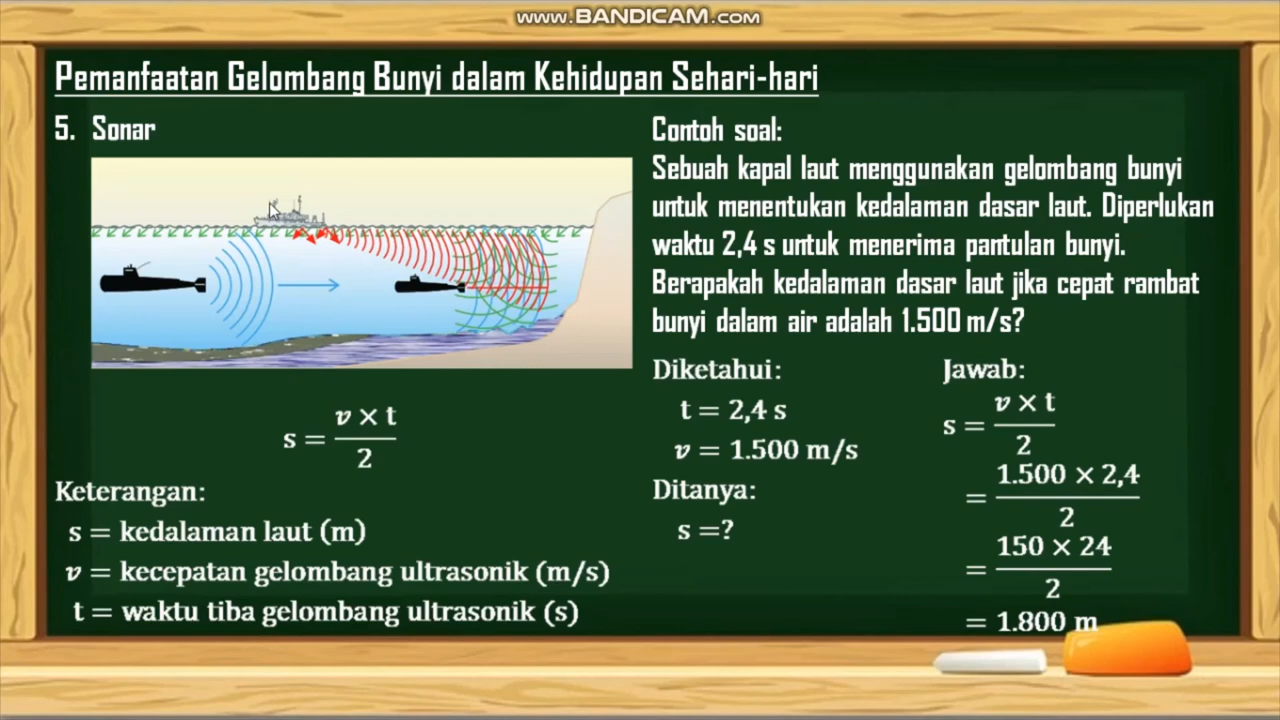 www.BANDICAM.com
Pemanfaatan Gelombang Bunyi dalam Kehidupan Sehari-hari
5. Sonar
s = v × t / 2
Keterangan:
s = kedalaman laut (m)
v = kecepatan gelombang ultrasonik (m/s)
t = waktu tiba gelombang ultrasonik (s)
Contoh soal:
Sebuah kapal laut menggunakan gelombang bunyi
untuk menentukan kedalaman dasar laut. Diperlukan
waktu 2,4 s untuk menerima pantulan bunyi.
Berapakah kedalaman dasar laut jika cepat rambat
bunyi dalam air adalah 1.500 m/s?
Diketahui:
t = 2,4 s
v = 1.500 m/s
Ditanya:
s =?
Jawab:
s = v × t / 2
= 1.500 × 2,4 / 2
= 150 × 24 / 2
= 1.800 m